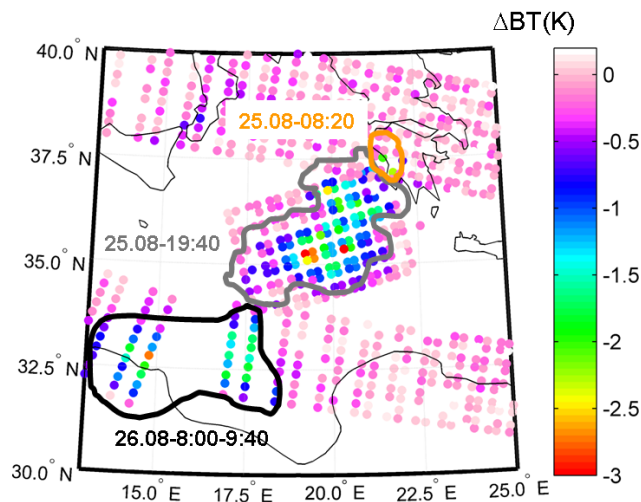 ΔBT(K)
40.0° N
37.5° N
35.0° N
32.5° N
30.0° N
15.0° E
17.5° E
20.0° E
22.5° E
25.0° E
25.08-08:20
25.08-19:40
26.08-8:00-9:40
0
−0.5
−1
−1.5
−2
−2.5
−3